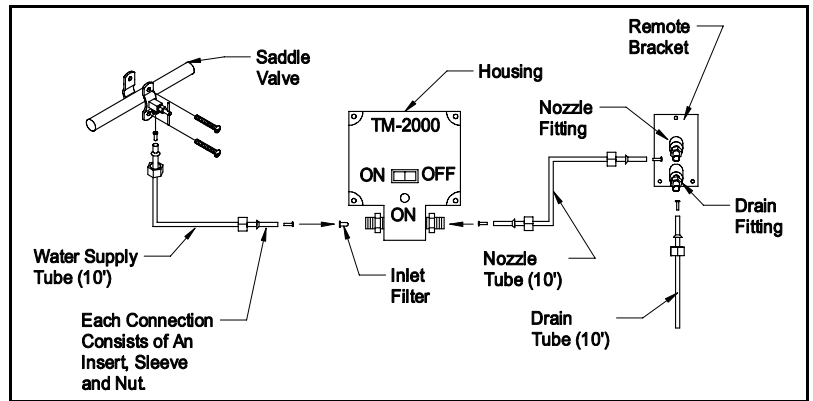 Saddle
Valve
Housing
Remote
Bracket
Nozzle
Fitting
TM-2000
ON OFF
ON
Drain
Fitting
Water Supply
Tube (10')
Inlet
Filter
Nozzle
Tube (10')
Each Connection
Consists of An
Insert, Sleeve
and Nut.
Drain
Tube (10')